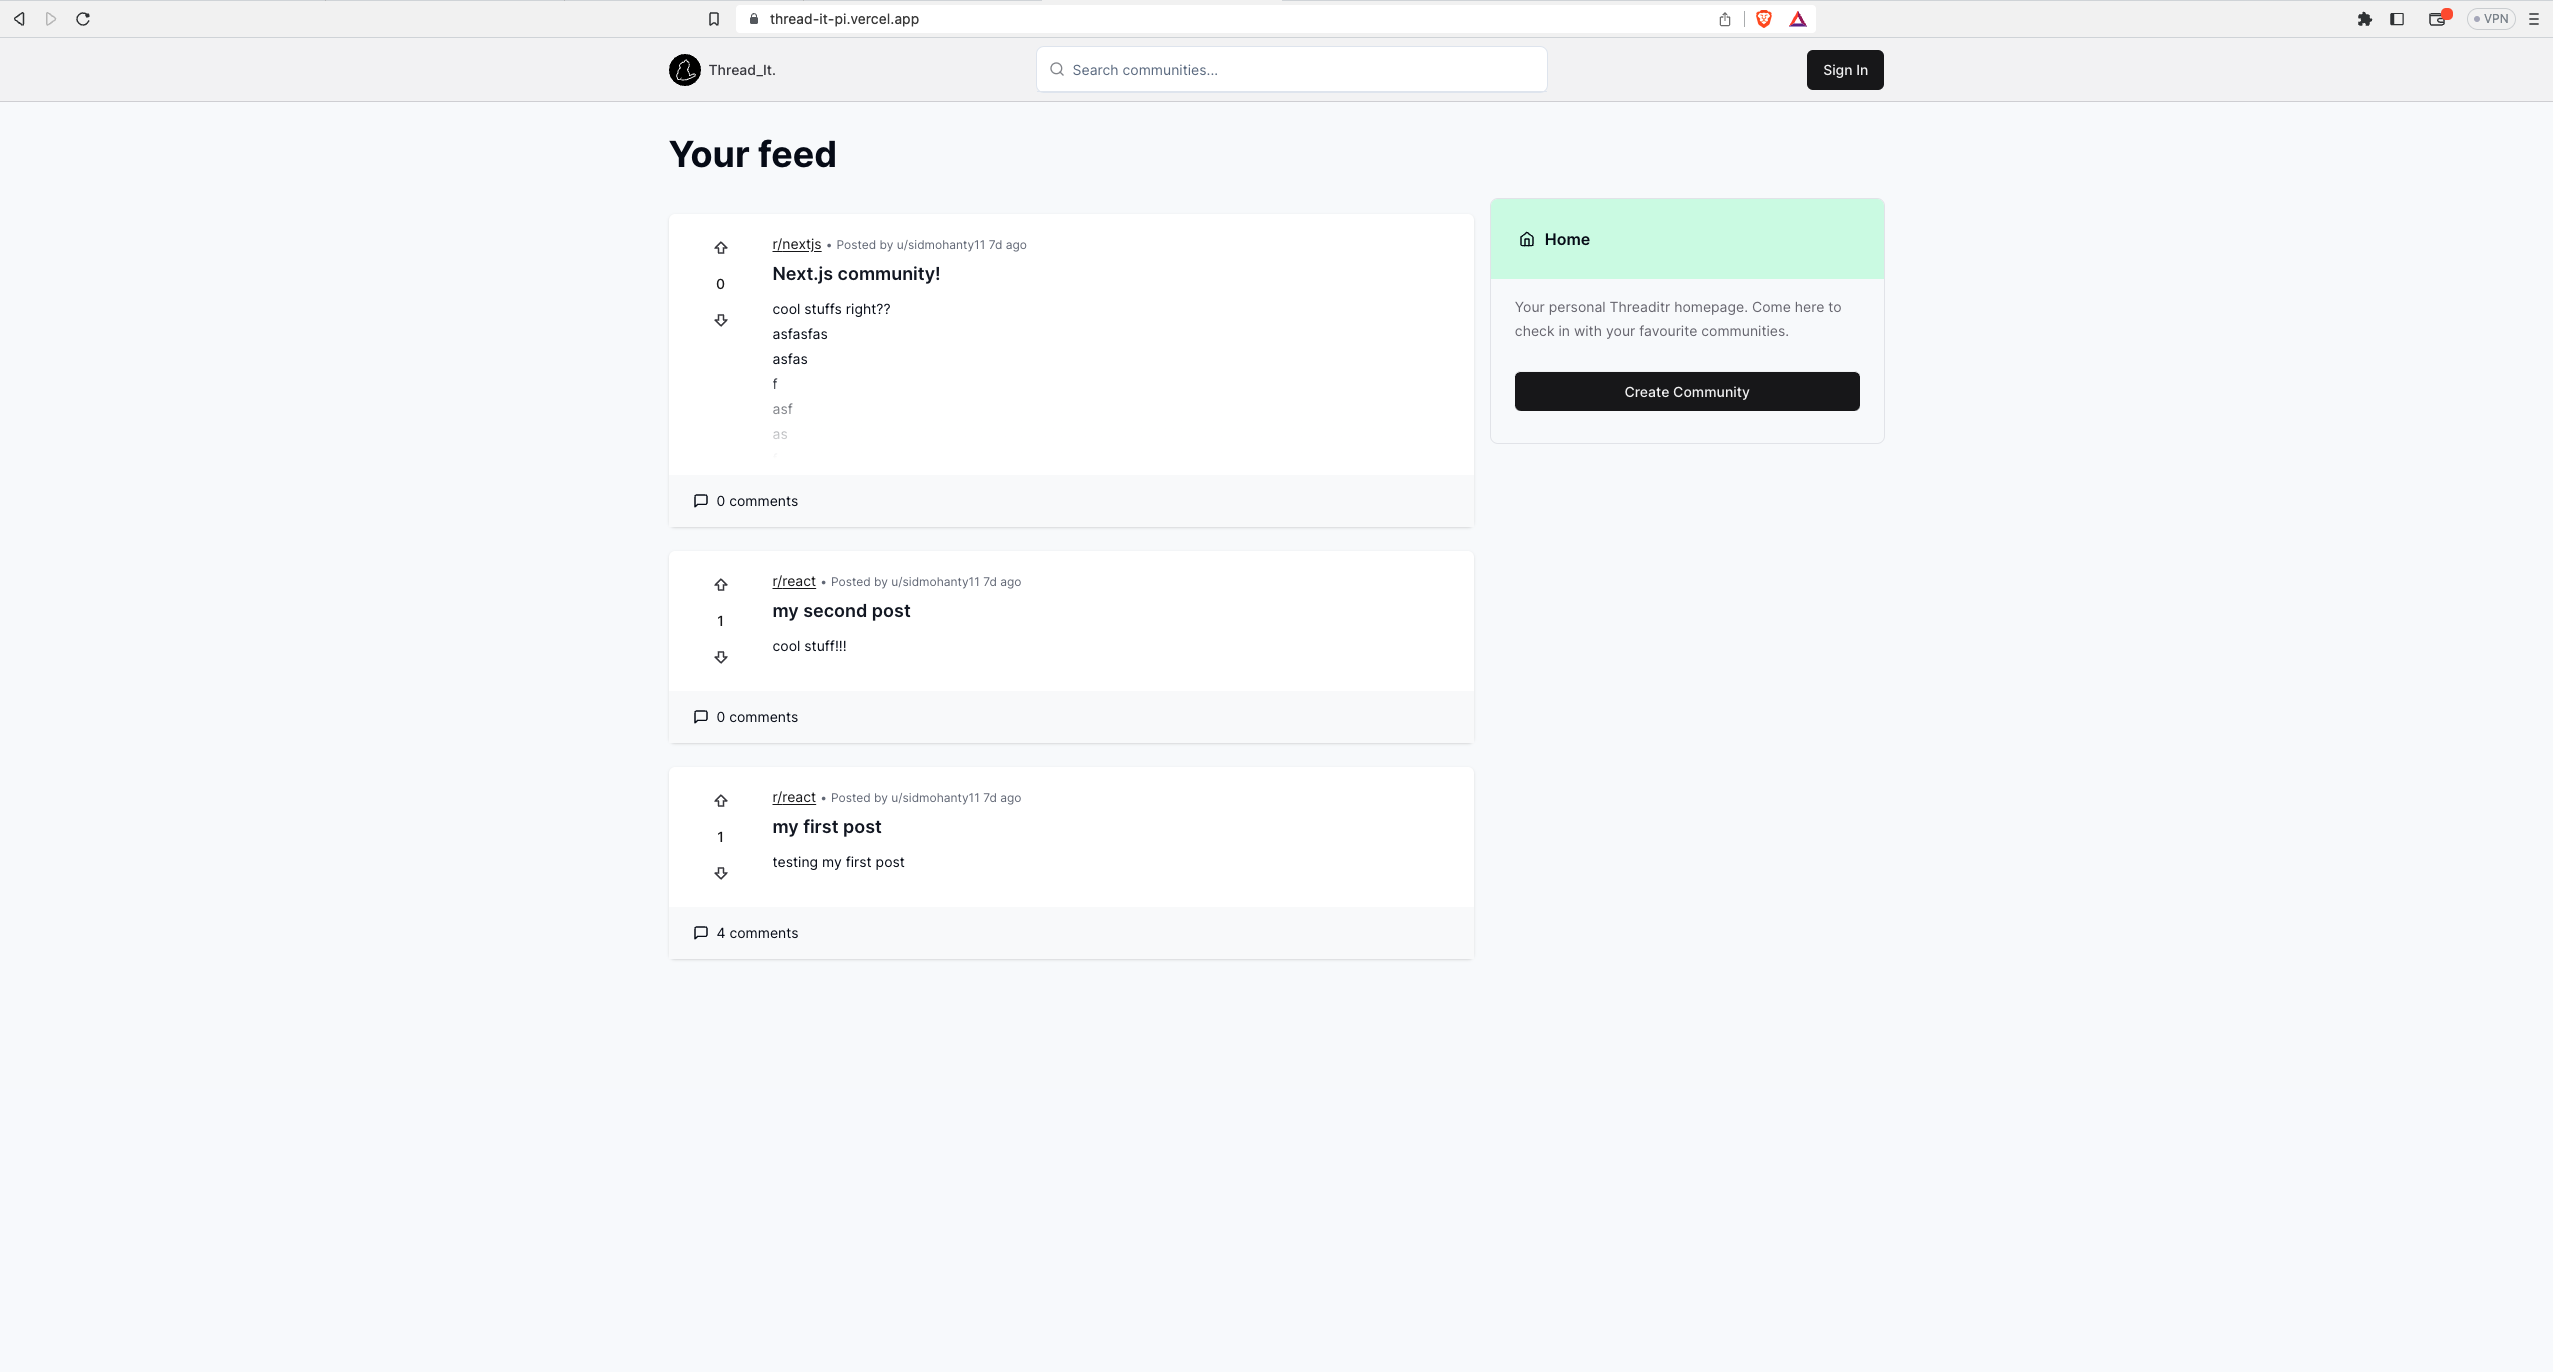 thread-it-pi.vercel.app
VPN
Thread_It.
Search communities...
Sign In
Your feed
r/nextjs • Posted by u/sidmohanty11 7d ago
0
Next.js community!
cool stuffs right??
asfasfas
asfas
f
asf
as
0 comments
r/react • Posted by u/sidmohanty11 7d ago
1
my second post
cool stuff!!!
0 comments
r/react • Posted by u/sidmohanty11 7d ago
1
my first post
testing my first post
4 comments
Home
Your personal Threaditr homepage. Come here to
check in with your favourite communities.
Create Community